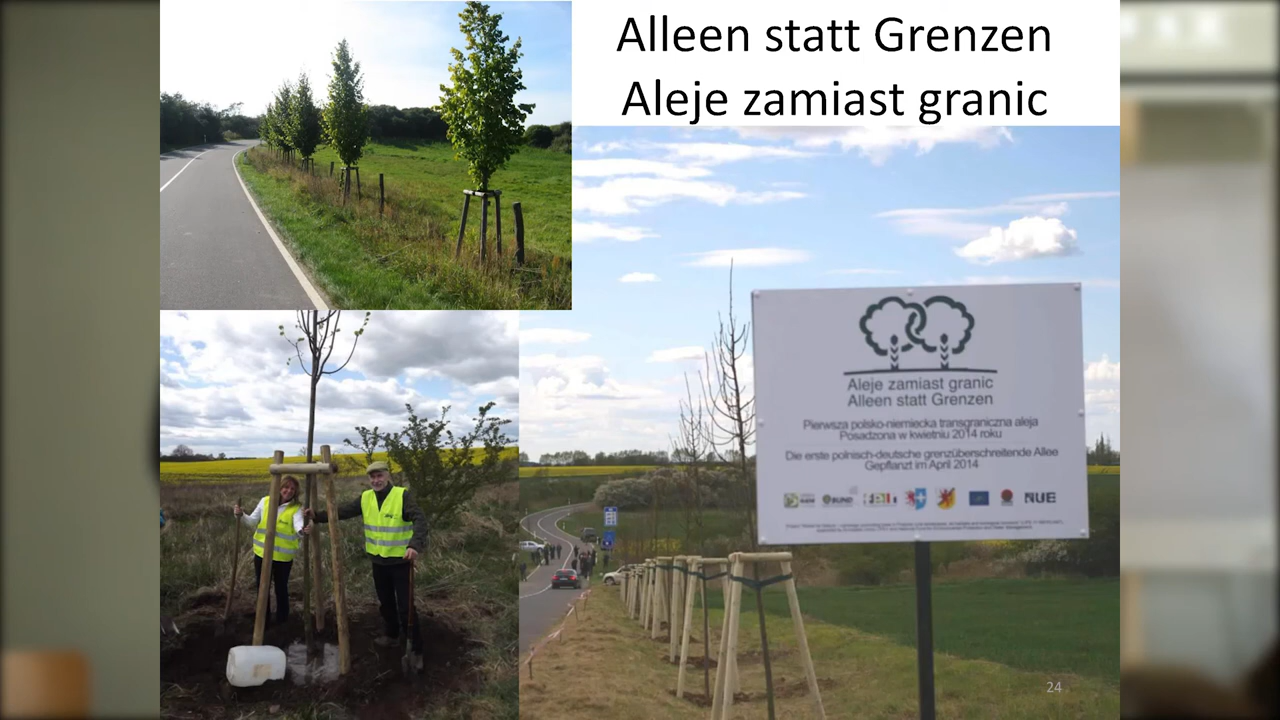 Alleen statt Grenzen
Aleje zamiast granic
Aleje zamiast granic
Alleen statt Grenzen
Pierwsza polsko-niemiecka transgraniczna aleja
Posadzona w kwietniu 2014 roku
Die erste polnisch-deutsche grenzüberschreitende Allee
Gepflanzt im April 2014
BUND
NUE
24